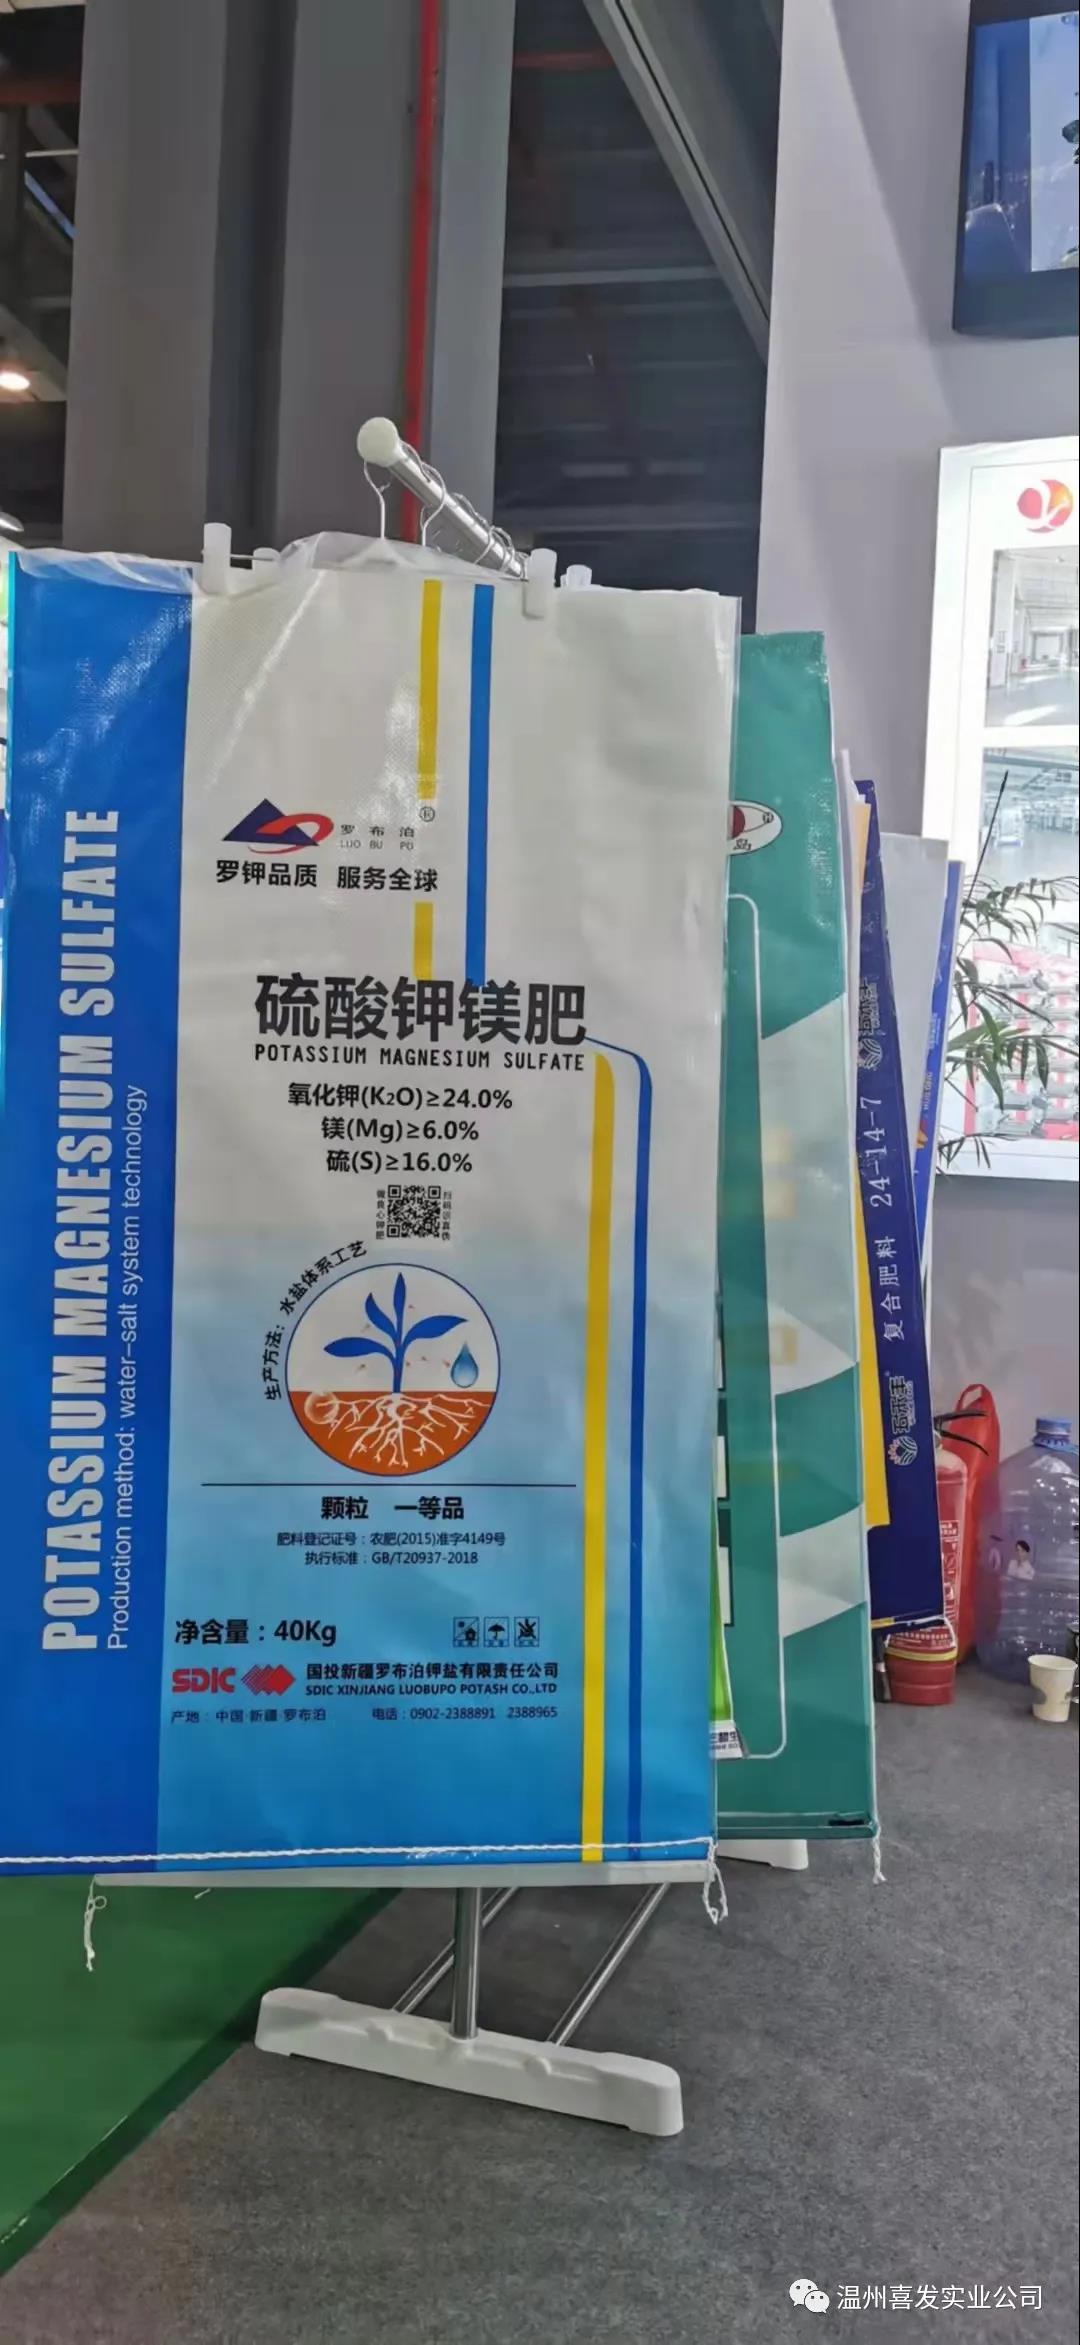 POTASSIUM MAGNESIUM SULFATE
Production method: water-salt system technology
罗布泊®
LUO BU PO
罗钾品质 服务全球
硫酸钾镁肥
POTASSIUM MAGNESIUM SULFATE
氧化钾(K₂O)≥24.0%
镁(Mg)≥6.0%
硫(S)≥16.0%
扫码识真伪
生产方法：水盐体系工艺
颗粒 一等品
肥料登记证号：农肥(2015)准字4149号
执行标准：GB/T20937-2018
净含量：40Kg
SDIC
国投新疆罗布泊钾盐有限责任公司
SDIC XINJIANG LUOBUPO POTASH CO.,LTD
产地：中国·新疆·罗布泊 电话：0902-2388891 2388965
岛
复合肥料 24-14-7
温州喜发实业公司